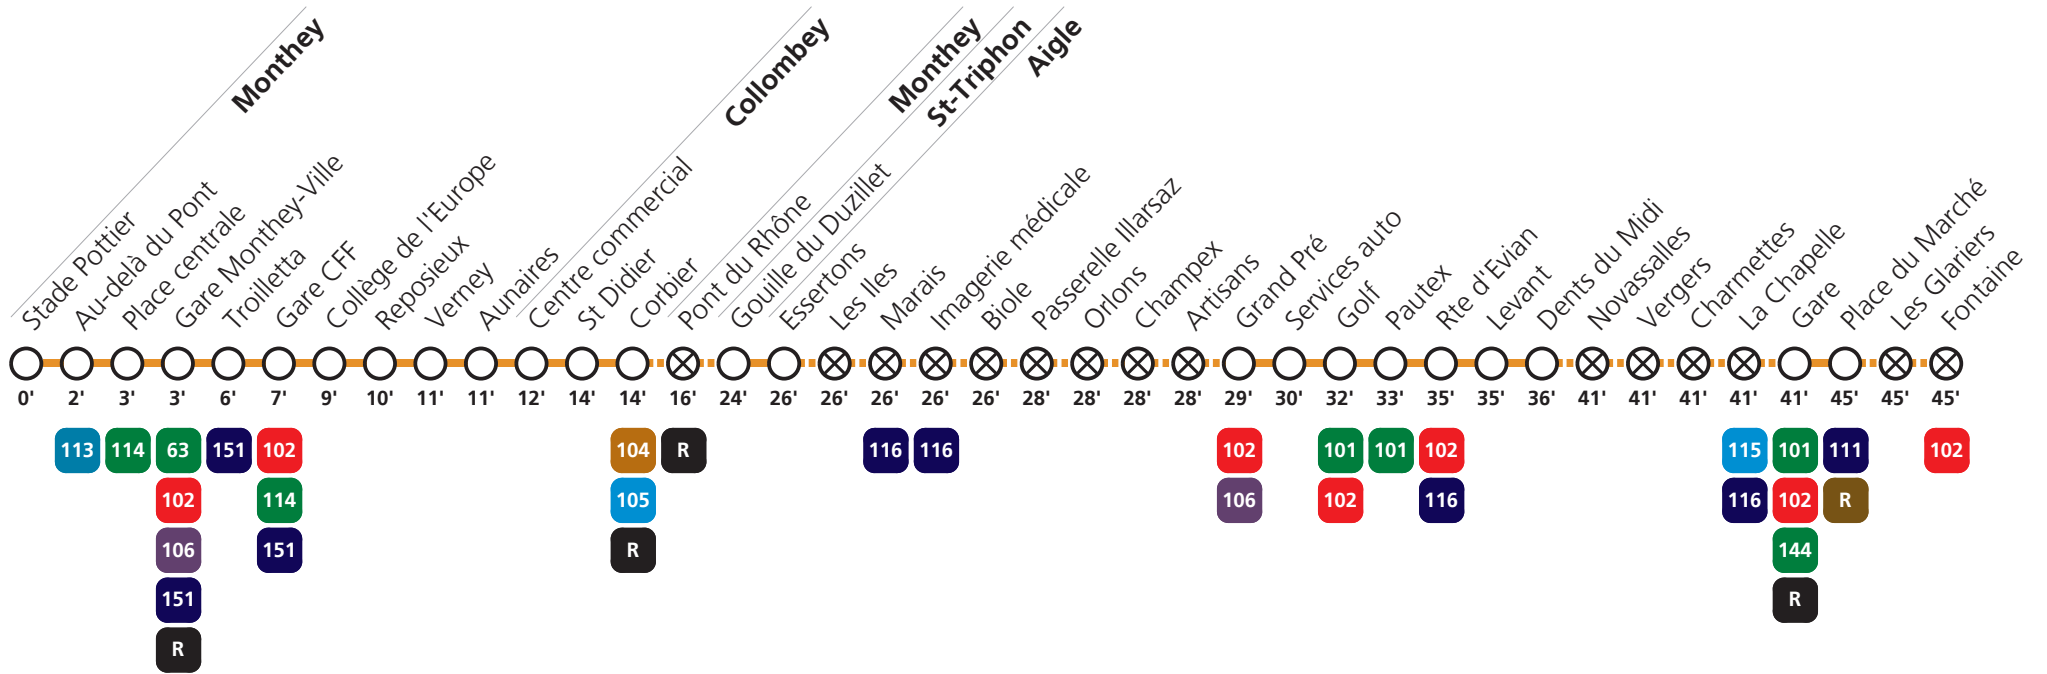 Monthey
Collombey
Monthey
St-Triphon
Aigle
Stade Pottier
Au-delà du Pont
Place centrale
Gare Monthey-Ville
Troilletta
Gare CFF
Collège de l'Europe
Reposieux
Verney
Aunaires
Centre commercial
St Didier
Corbier
Pont du Rhône
Gouille du Duzillet
Essertons
Les Iles
Marais
Imagerie médicale
Biole
Passerelle Illarsaz
Orlons
Champex
Artisans
Grand Pré
Services auto
Golf
Pautex
Rte d'Evian
Levant
Dents du Midi
Novassalles
Vergers
Charmettes
La Chapelle
Gare
Place du Marché
Les Glariers
Fontaine
0' 2' 3' 3' 6' 7' 9' 10' 11' 11' 12' 14' 14' 16' 24' 26' 26' 26' 26' 26' 28' 28' 28' 28' 29' 30' 32' 33' 35' 35' 36' 41' 41' 41' 41' 41' 45' 45' 45'
113 114 63 151 102 104 R 116 116 102 101 101 102 115 101 111 102
102 114 105 106 102 116 116 102 R
106 151 R 144
151 R
R